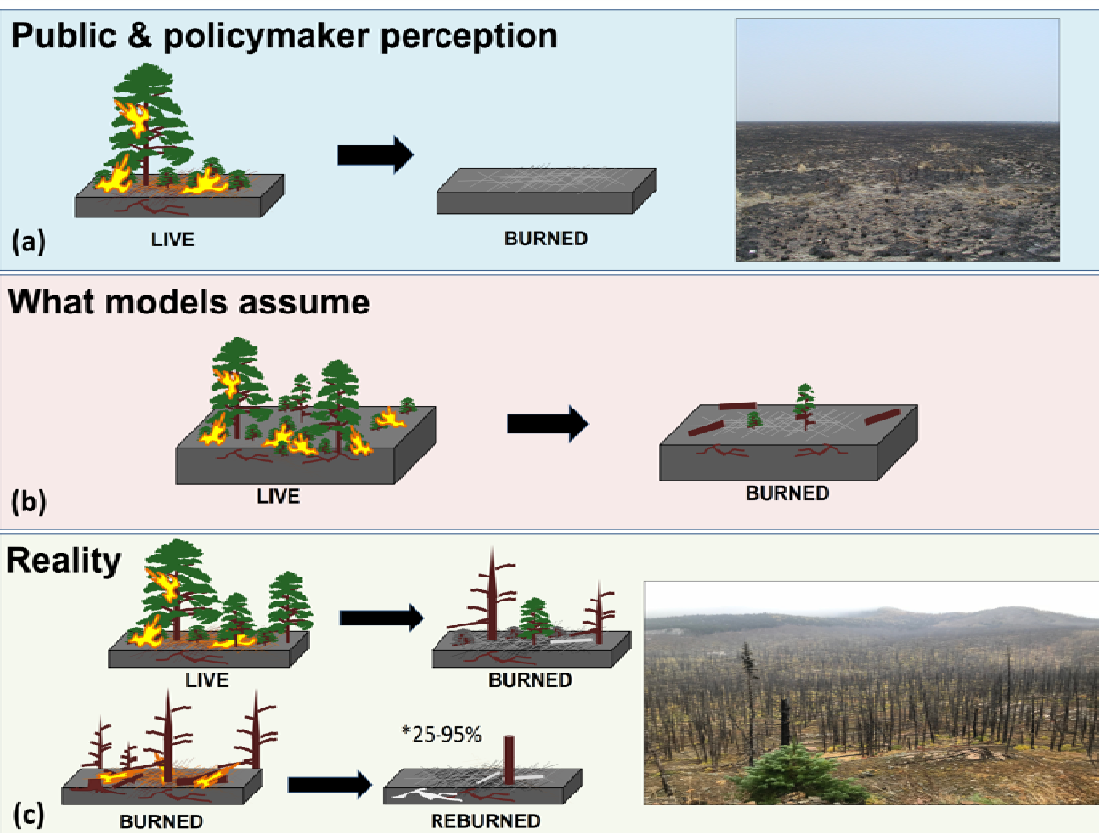 Public & policymaker perception
(a)
LIVE
BURNED
What models assume
(b)
LIVE
BURNED
Reality
LIVE
BURNED
*25-95%
(c)
BURNED
REBURNED